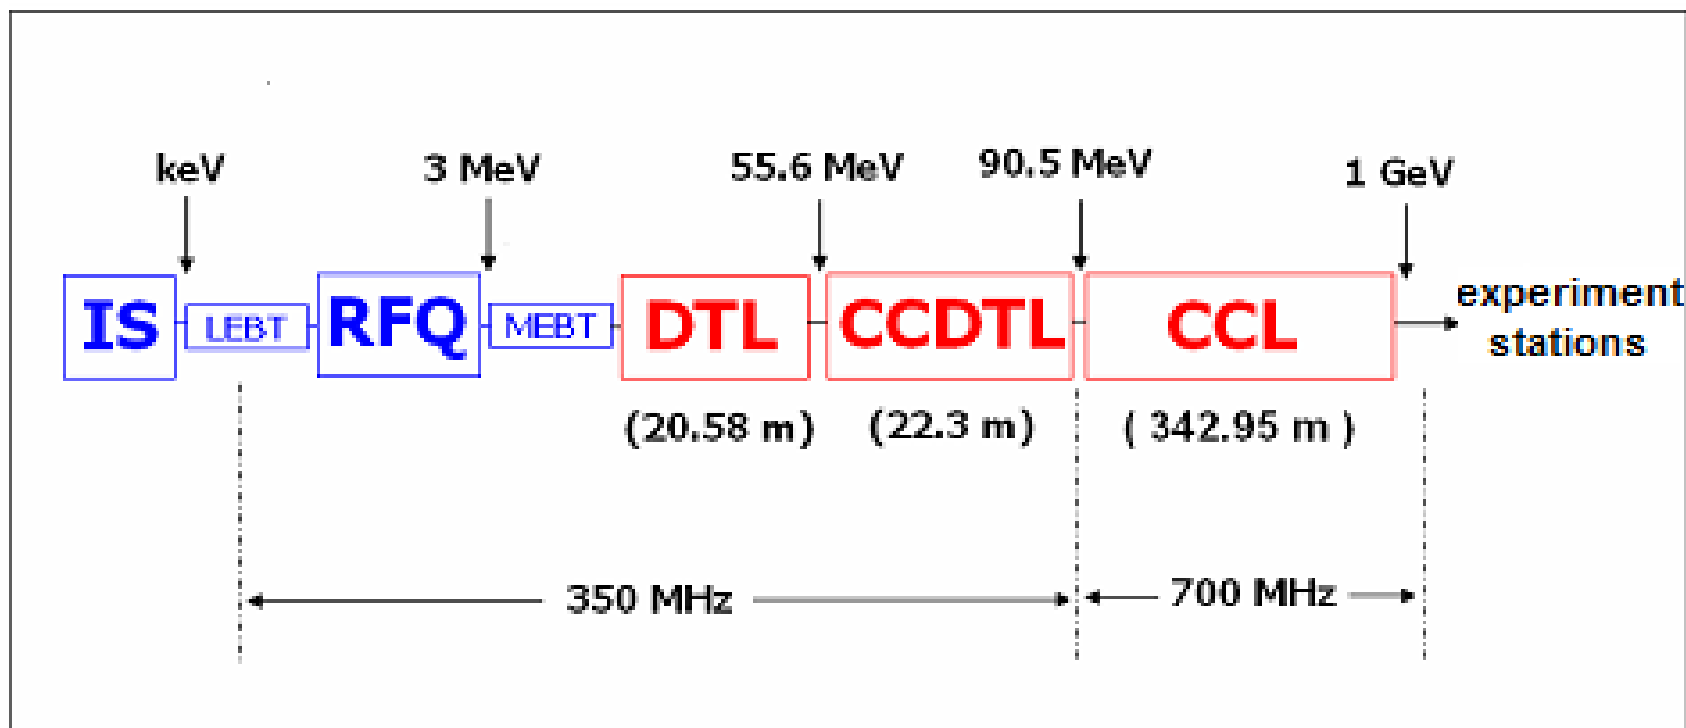 keV
3 MeV
55.6 MeV
90.5 MeV
1 GeV
IS
LEBT
RFQ
MEBT
DTL
CCDTL
CCL
experiment
stations
(20.58 m)
(22.3 m)
( 342.95 m )
350 MHz
700 MHz